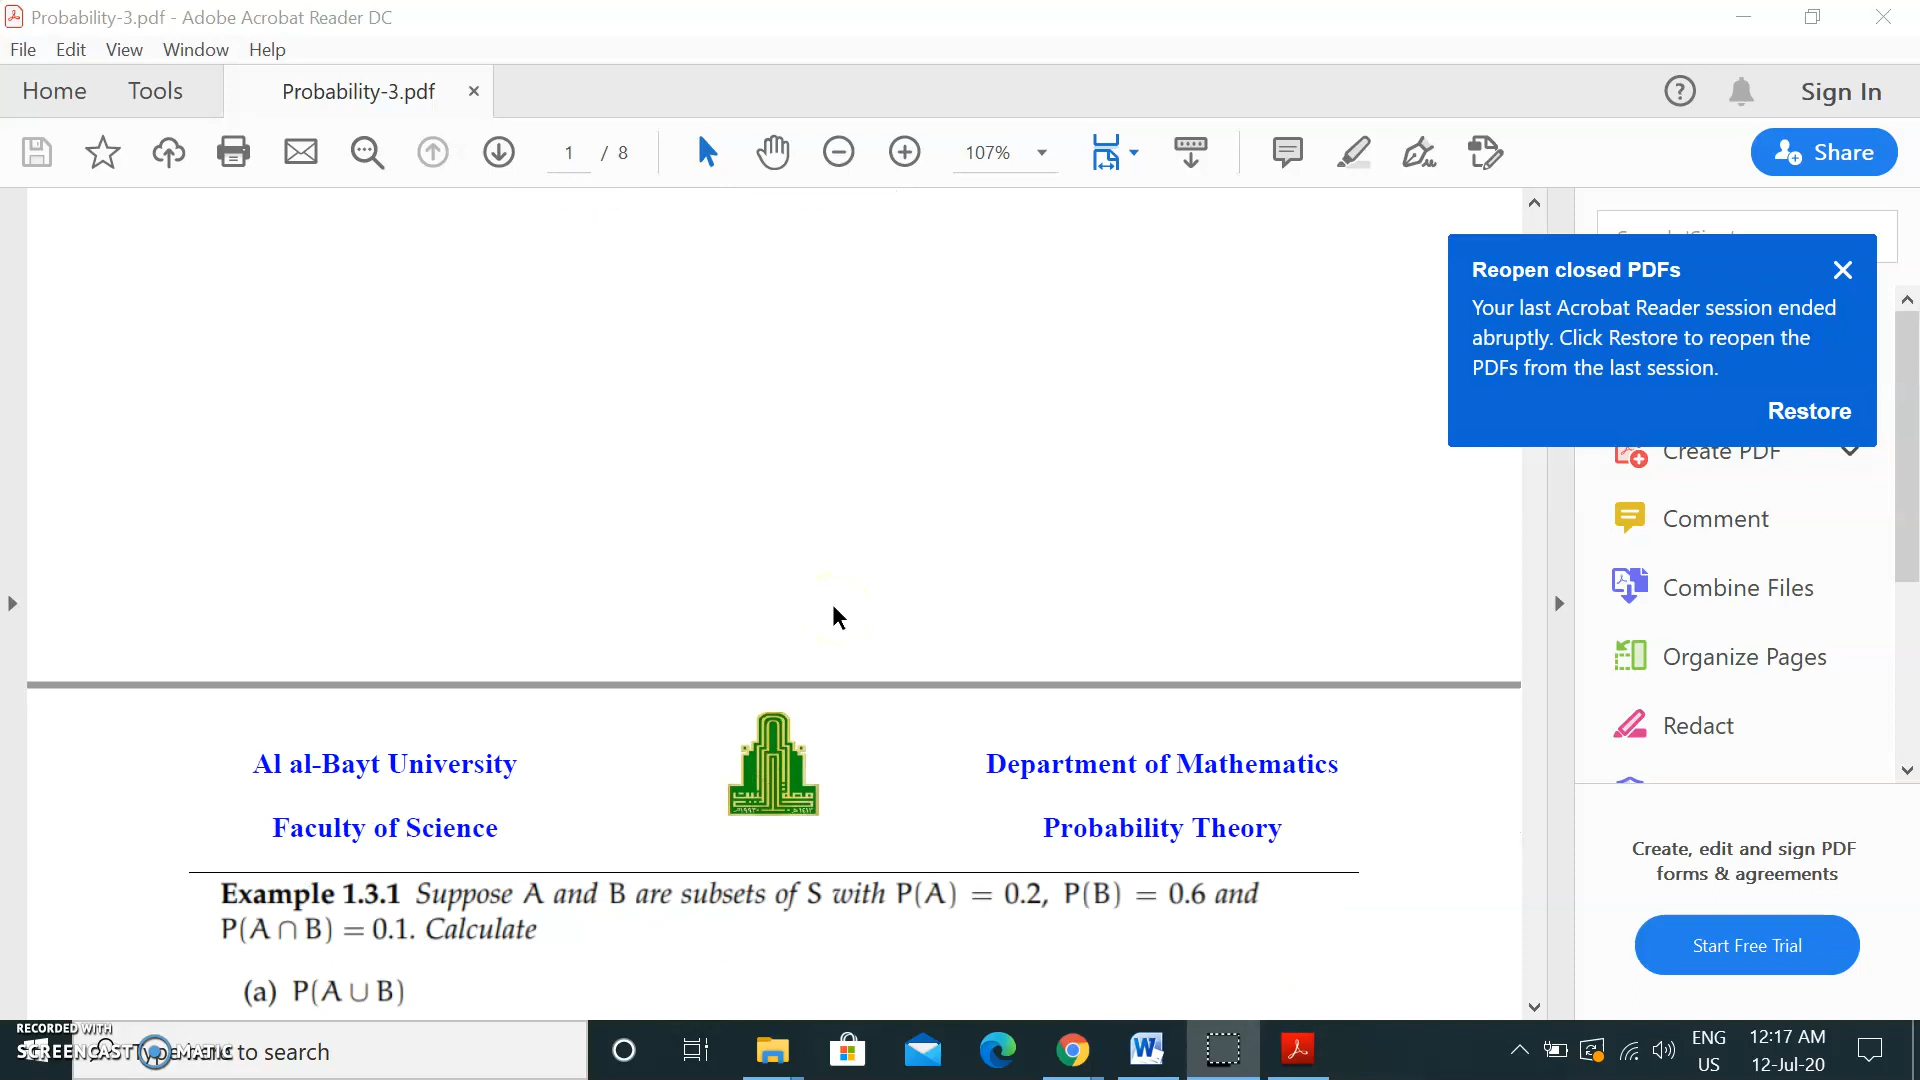 Probability-3.pdf - Adobe Acrobat Reader DC
File Edit View Window Help
Home Tools Probability-3.pdf × ? Sign In
1 / 8 107% Share
Reopen closed PDFs
Your last Acrobat Reader session ended
abruptly. Click Restore to reopen the
PDFs from the last session.
Restore
Create PDF
Comment
Combine Files
Organize Pages
Redact
Create, edit and sign PDF
forms & agreements
Start Free Trial
Al al-Bayt University
Department of Mathematics
Faculty of Science
Probability Theory
Example 1.3.1 Suppose A and B are subsets of S with P(A) = 0.2, P(B) = 0.6 and
P(A ∩ B) = 0.1. Calculate
(a) P(A ∪ B)
RECORDED WITH
SCREENCAST MATIC
to search
ENG
US
12:17 AM
12-Jul-20